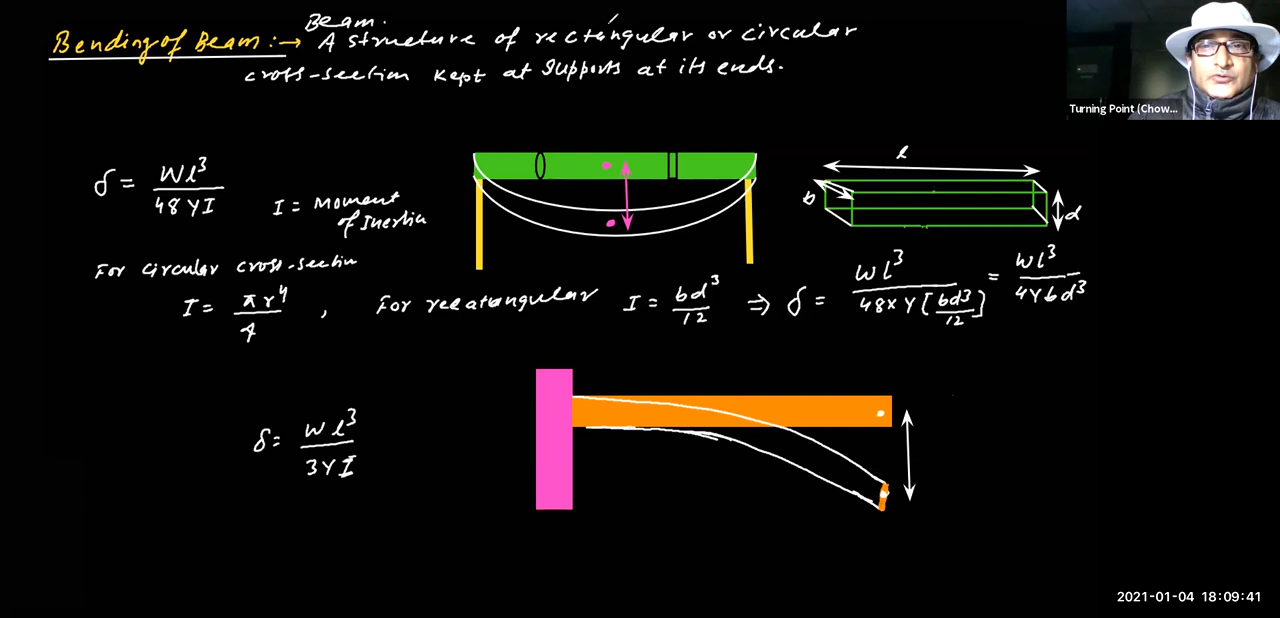 Beam.
Bending of Beam :→ A structure of rectangular or circular
cross-section kept at supports at its ends.
Turning Point (Chow...
δ = Wl³/48YI
I = Moment of Inertia
l
b
d
For circular cross-section
I = πr⁴/4 , For rectangular I = bd³/12 ⇒ δ = Wl³/48×Y[bd³/12] = Wl³/4Ybd³
δ = Wl³/3YI
2021-01-04 18:09:41